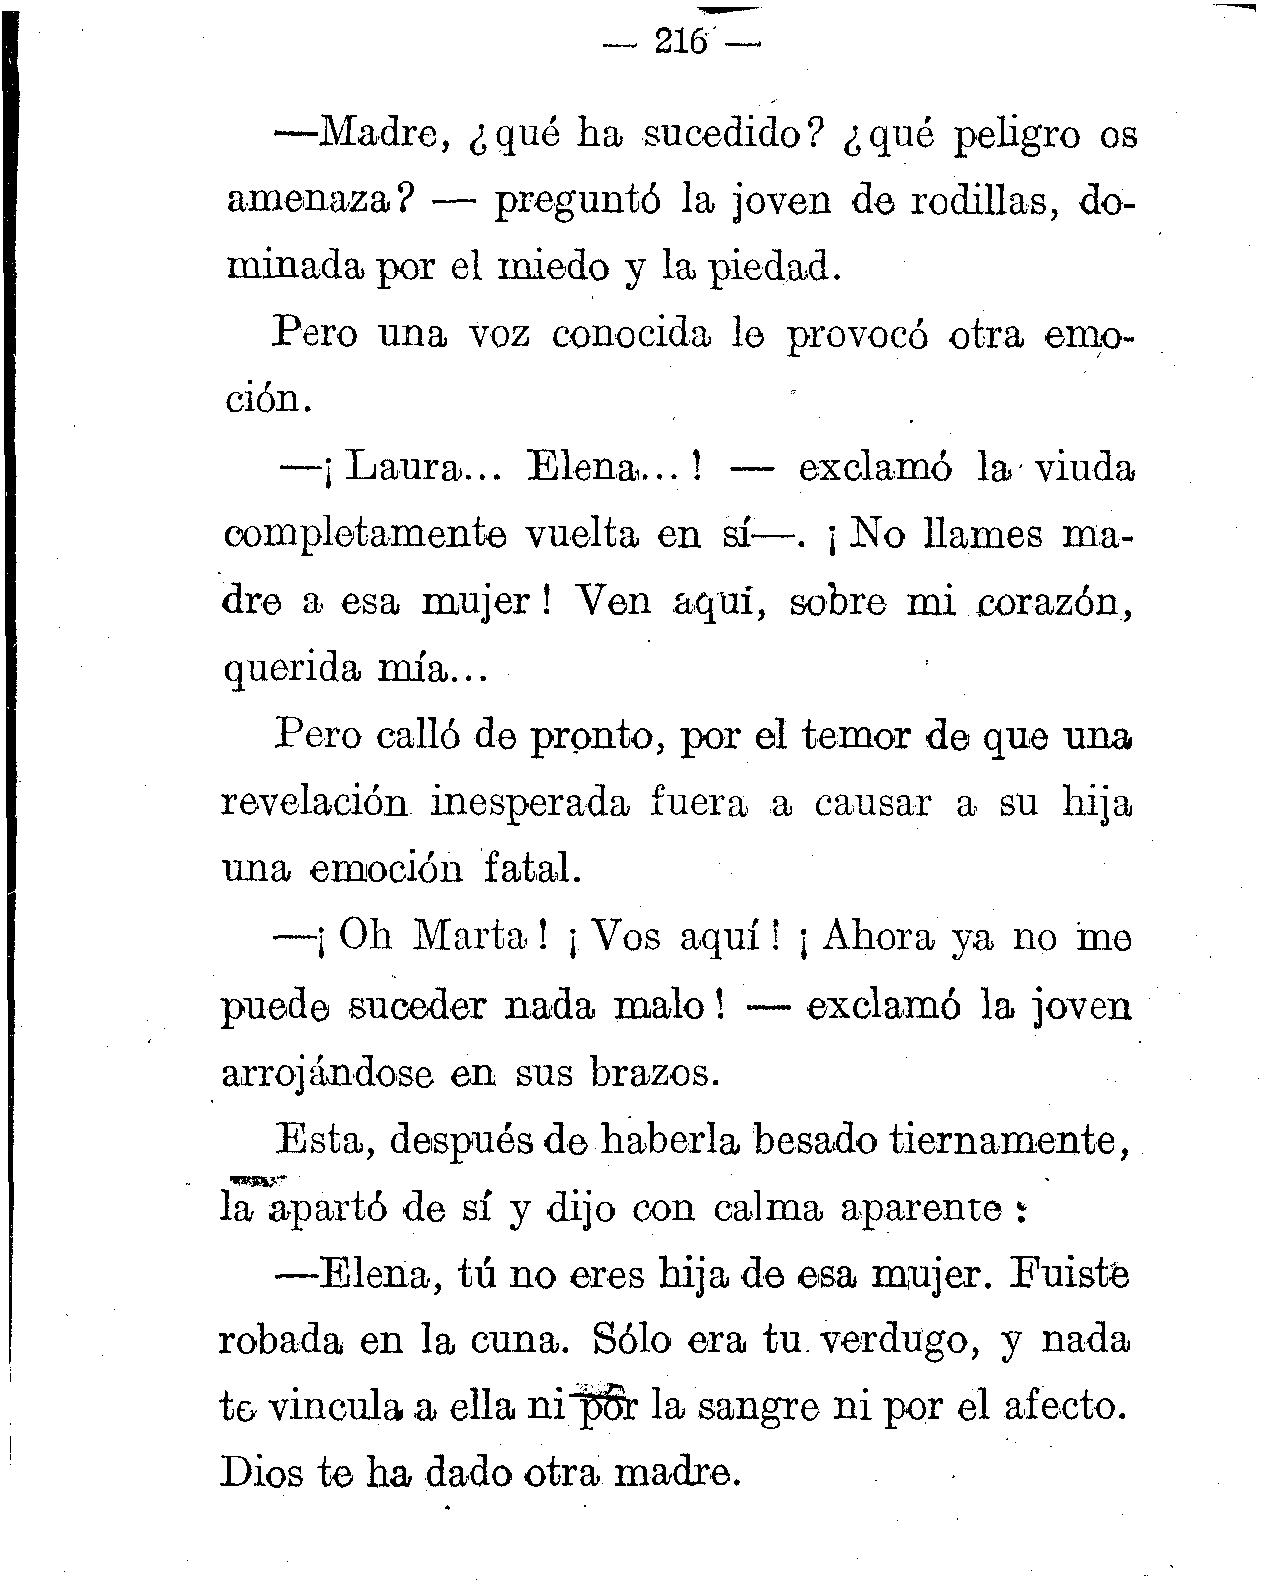 — 216 —
—Madre, ¿qué ha sucedido? ¿qué peligro os
amenaza? — preguntó la joven de rodillas, do-
minada por el miedo y la piedad.
Pero una voz conocida le provocó otra emo-
ción.
—¡Laura... Elena...! — exclamó la viuda
completamente vuelta en sí—. ¡No llames ma-
dre a esa mujer! Ven aquí, sobre mi corazón,
querida mía...
Pero calló de pronto, por el temor de que una
revelación inesperada fuera a causar a su hija
una emoción fatal.
—¡Oh Marta! ¡Vos aquí! ¡Ahora ya no me
puede suceder nada malo! — exclamó la joven
arrojándose en sus brazos.
Esta, después de haberla besado tiernamente,
la apartó de sí y dijo con calma aparente:
—Elena, tú no eres hija de esa mujer. Fuiste
robada en la cuna. Sólo era tu verdugo, y nada
te vincula a ella ni por la sangre ni por el afecto.
Dios te ha dado otra madre.